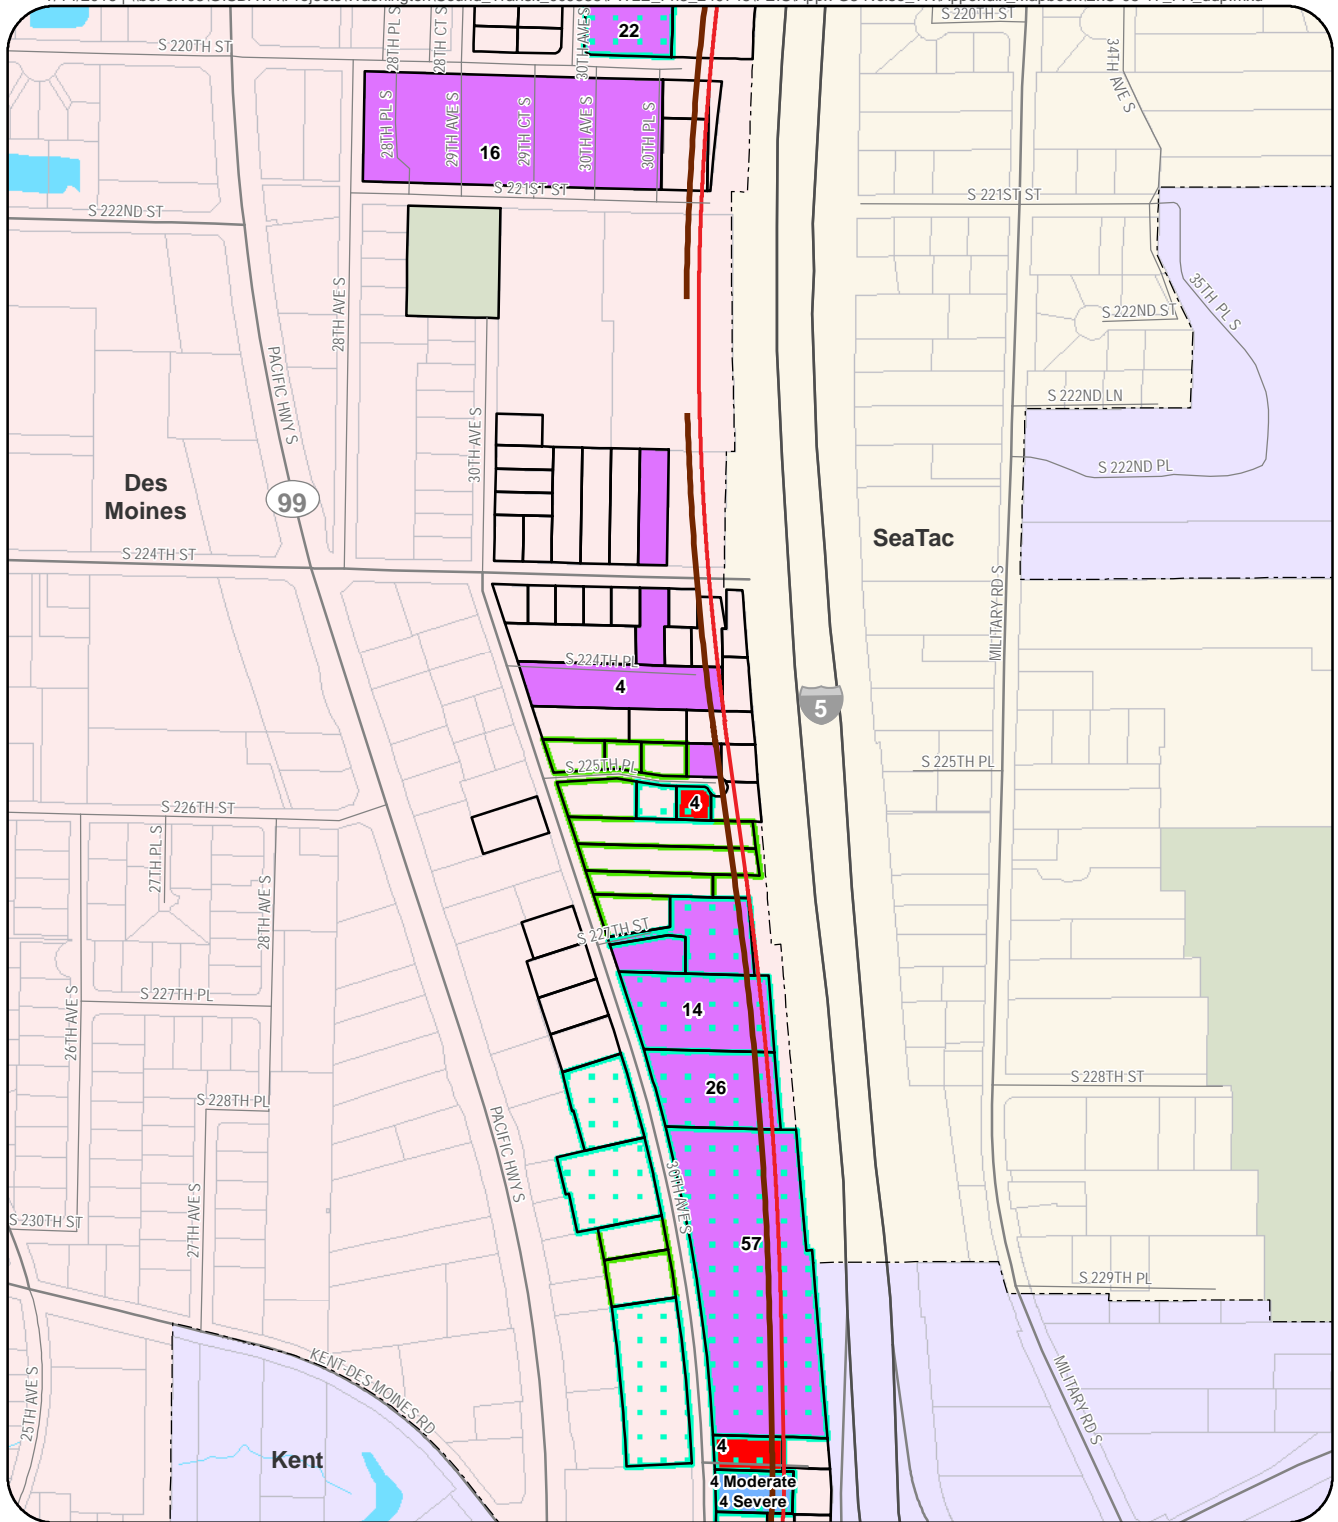 S 220TH ST
28TH PL S
28TH CT S
30TH AVE S
22
S 220TH ST
34TH AVE S
28TH PL S
29TH AVE S
16
29TH CT S
30TH AVE S
30TH PL S
S 221ST ST
S 221ST ST
S 222ND ST
28TH AVE S
PACIFIC HWY S
35TH PL S
S 222ND ST
S 222ND LN
30TH AVE S
S 222ND PL
Des
Moines
99
SeaTac
S 224TH ST
MILITARY RD S
S 224TH PL
4
5
S 225TH PL
S 225TH PL
4
S 226TH ST
27TH PL S
28TH AVE S
S 227TH ST
S 227TH PL
14
26TH AVE S
26
S 228TH ST
S 228TH PL
PACIFIC HWY S
30TH AVE S
S 230TH ST
27TH AVE S
57
S 229TH PL
KENT-DES MOINES RD
MILITARY RD S
25TH AVE S
Kent
4
4 Moderate
4 Severe